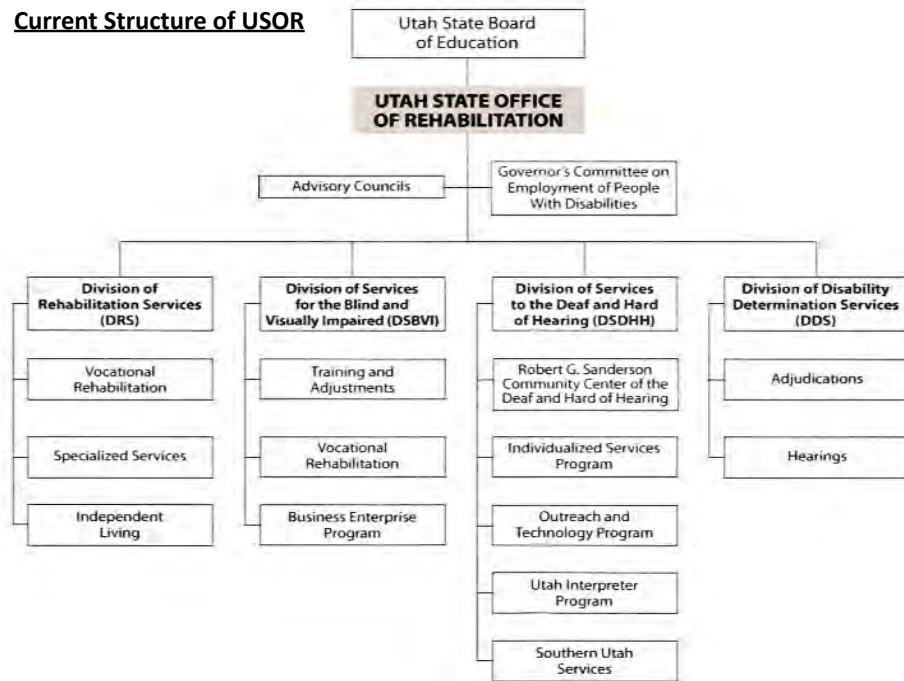 Current Structure of USOR
Utah State Board
of Education
UTAH STATE OFFICE
OF REHABILITATION
Advisory Councils
Governor's Committee on
Employment of People
With Disabilities
Division of
Rehabilitation Services
(DRS)
Vocational
Rehabilitation
Specialized Services
Independent
Living
Division of Services
for the Blind and
Visually Impaired (DSBVI)
Training and
Adjustments
Vocational
Rehabilitation
Business Enterprise
Program
Division of Services
to the Deaf and Hard
of Hearing (DSDHH)
Robert G. Sanderson
Community Center of the
Deaf and Hard of Hearing
Individualized Services
Program
Outreach and
Technology Program
Utah Interpreter
Program
Southern Utah
Services
Division of Disability
Determination Services
(DDS)
Adjudications
Hearings